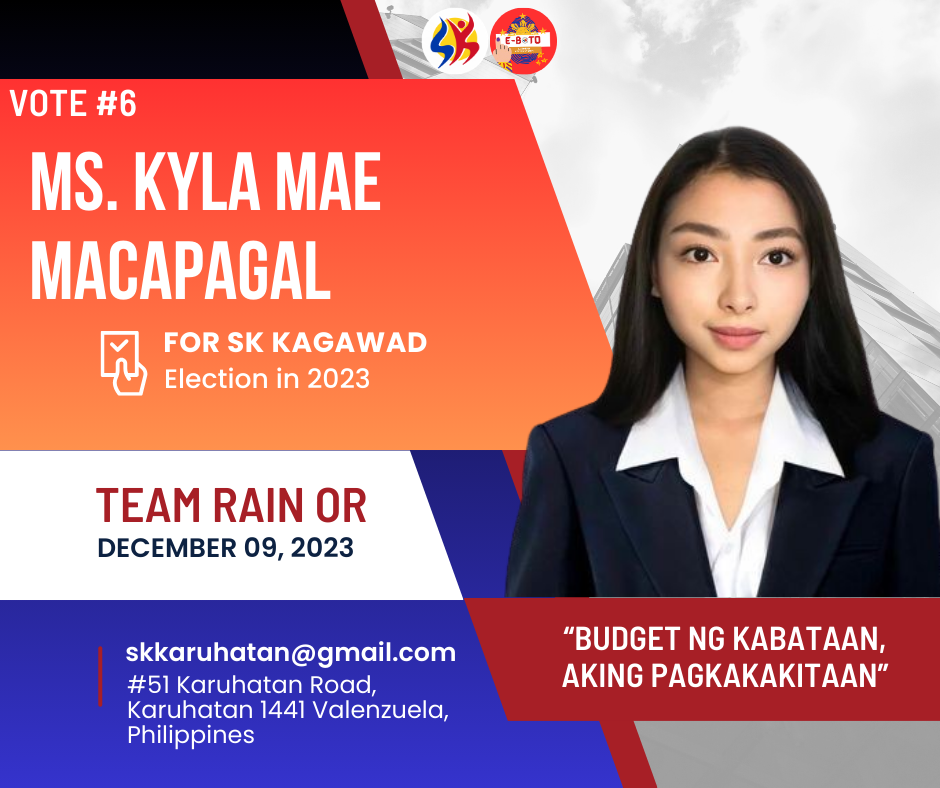 E-BOTO
VOTE #6
MS. KYLA MAE
MACAPAGAL
FOR SK KAGAWAD
Election in 2023
TEAM RAIN OR
DECEMBER 09, 2023
skkaruhatan@gmail.com
#51 Karuhatan Road,
Karuhatan 1441 Valenzuela,
Philippines
“BUDGET NG KABATAAN,
AKING PAGKAKAKITAAN”